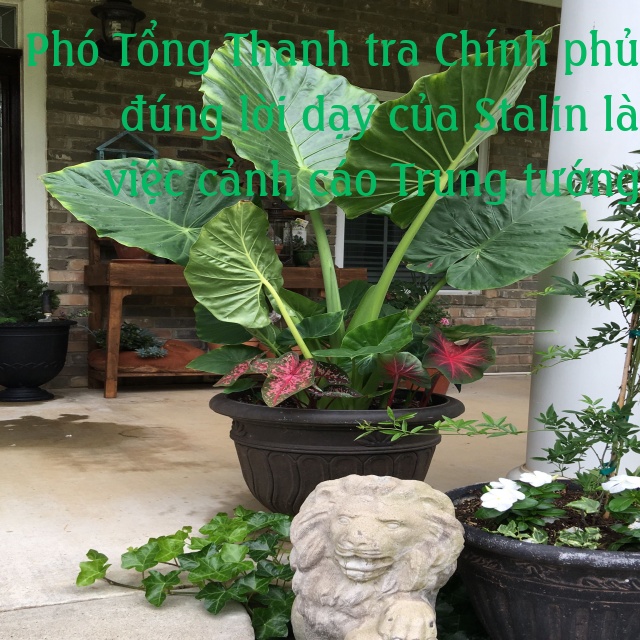 Phó Tổng Thanh tra Chính phủ
đúng lời dạy của Stalin là
việc cảnh cáo Trung tướng